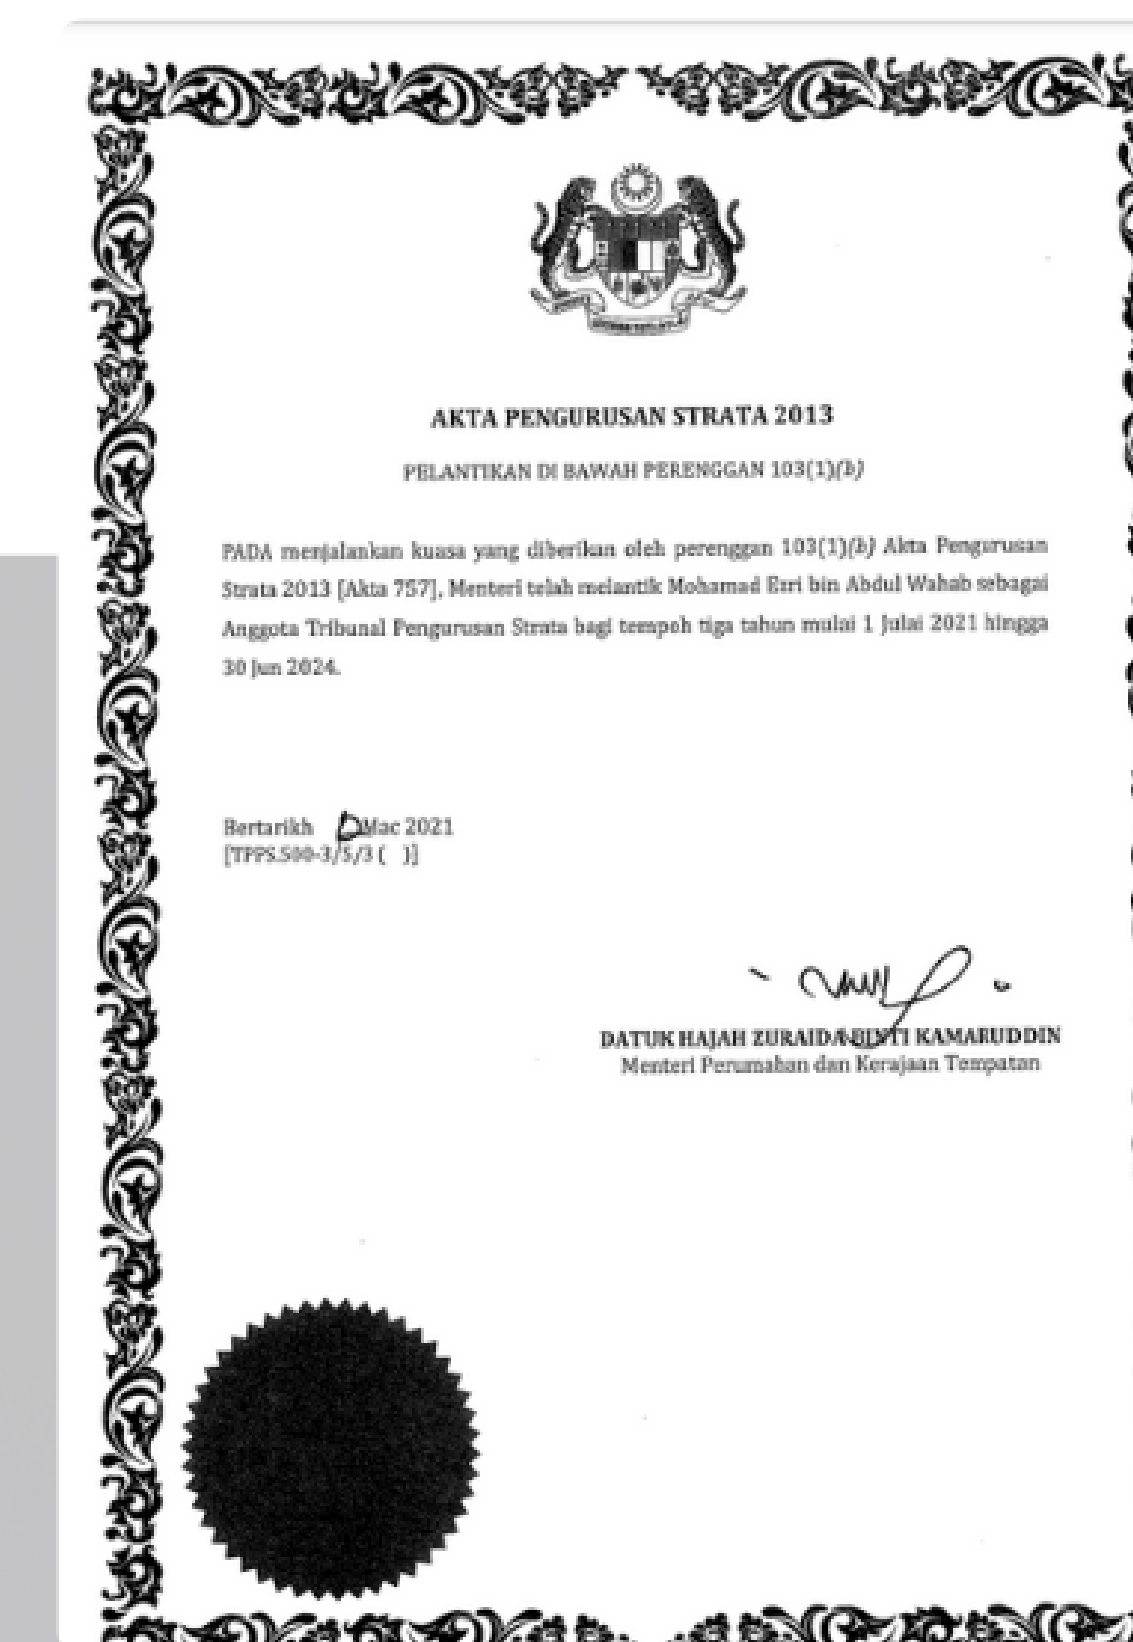 AKTA PENGURUSAN STRATA 2013
PELANTIKAN DI BAWAH PERENGGAN 103(1)(b)
PADA menjalankan kuasa yang diberikan oleh perenggan 103(1)(b) Akta Pengurusan
Strata 2013 [Akta 757], Menteri telah melantik Mohamad Ezri bin Abdul Wahab sebagai
Anggota Tribunal Pengurusan Strata bagi tempoh tiga tahun mulai 1 Julai 2021 hingga
30 Jun 2024.
Bertarikh Mac 2021
[TPPS.500-3/5/3 ( )]
DATUK HAJAH ZURAIDA BINTI KAMARUDDIN
Menteri Perumahan dan Kerajaan Tempatan